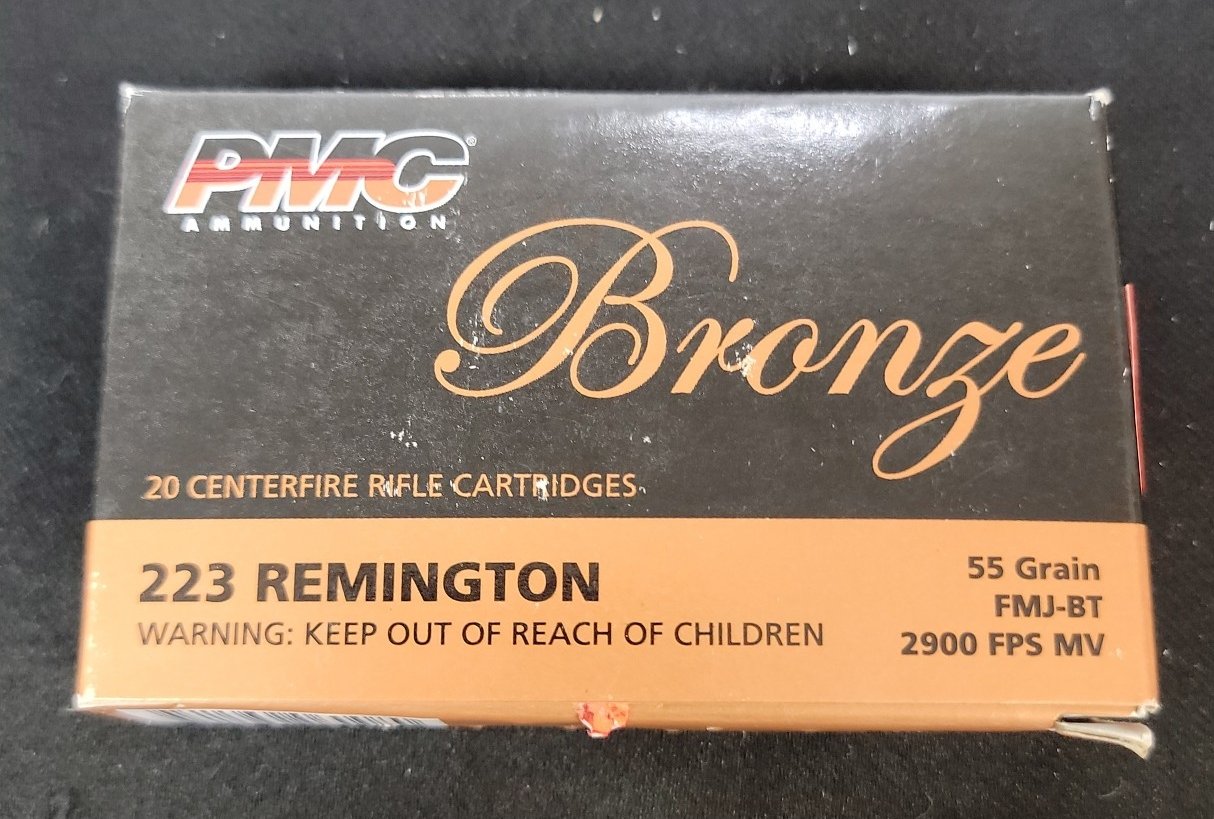 PMC®
AMMUNITION
Bronze
20 CENTERFIRE RIFLE CARTRIDGES
223 REMINGTON
WARNING: KEEP OUT OF REACH OF CHILDREN
55 Grain
FMJ-BT
2900 FPS MV